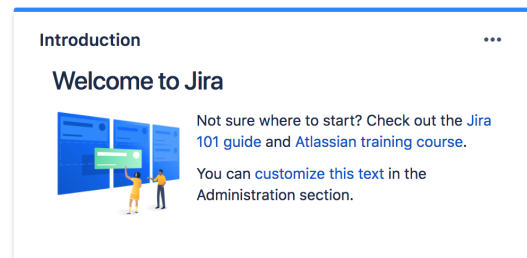 Introduction
Welcome to Jira
Not sure where to start? Check out the Jira
101 guide and Atlassian training course.
You can customize this text in the
Administration section.